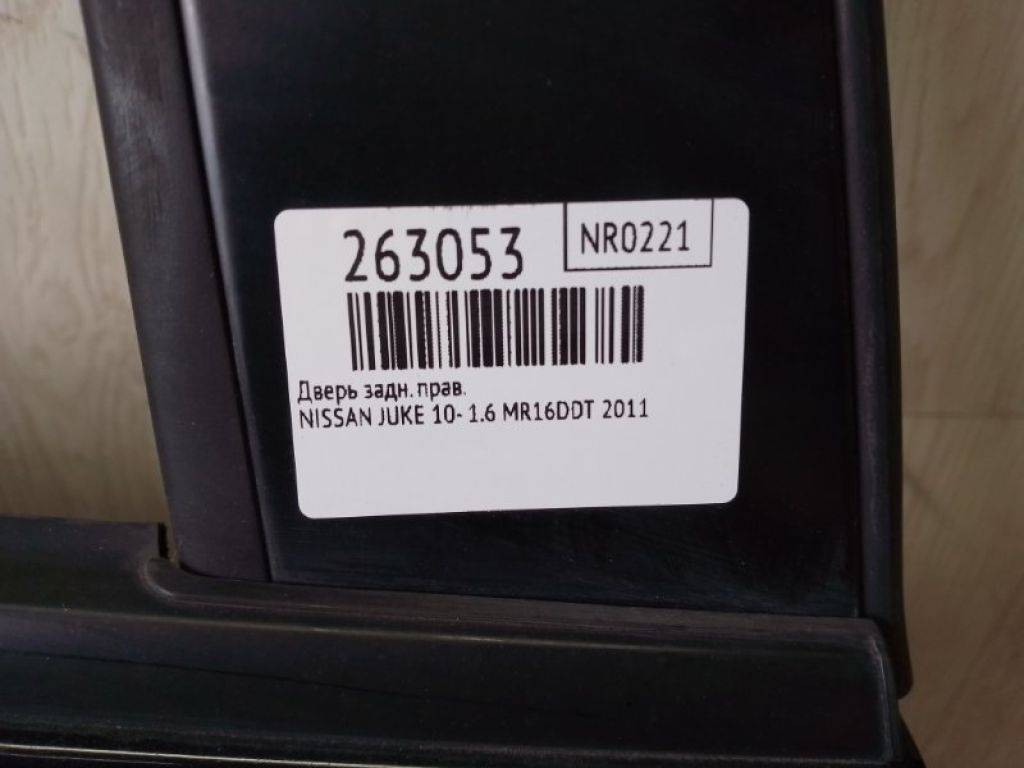 263053
NR0221
Дверь задн. прав.
NISSAN JUKE 10- 1.6 MR16DDT 2011